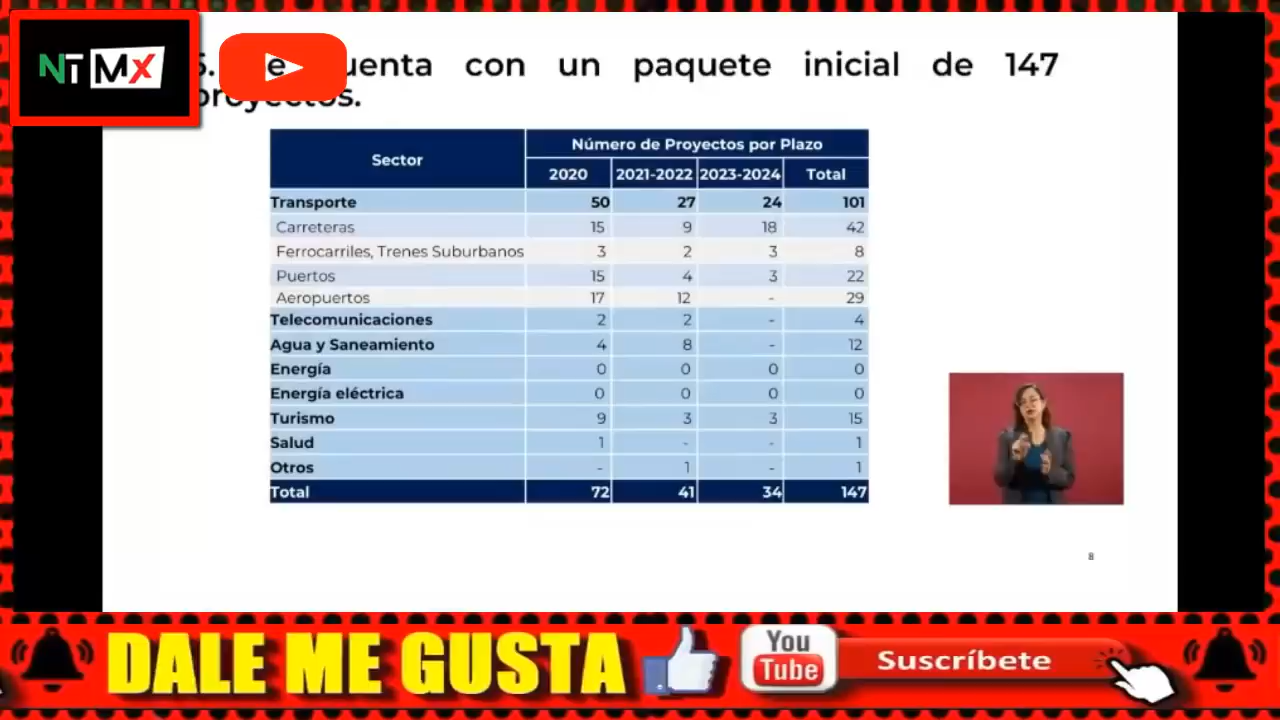 NTMX
con un paquete inicial de 147
proyectos.
Sector Número de Proyectos por Plazo
2020 2021-2022 2023-2024 Total
Transporte 50 27 24 101
Carreteras 15 9 18 42
Ferrocarriles, Trenes Suburbanos 3 2 3 8
Puertos 15 4 3 22
Aeropuertos 17 12 - 29
Telecomunicaciones 2 2 - 4
Agua y Saneamiento 4 8 - 12
Energía 0 0 0 0
Energía eléctrica 0 0 0 0
Turismo 9 3 3 15
Salud 1 - - 1
Otros - 1 - 1
Total 72 41 34 147
8
DALE ME GUSTA
You Tube
Suscríbete